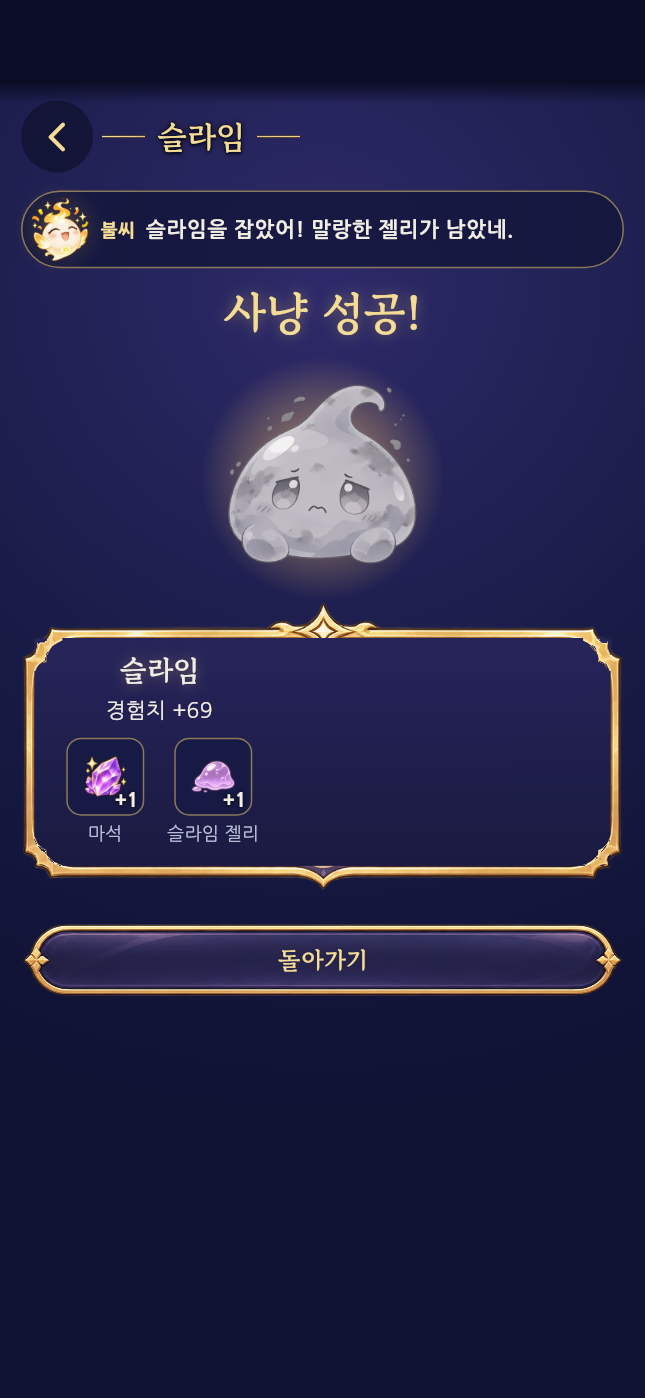 슬라임
불씨 슬라임을 잡았어! 말랑한 젤리가 남았네.
사냥 성공!
슬라임
경험치 +69
+1 +1
마석 슬라임 젤리
돌아가기